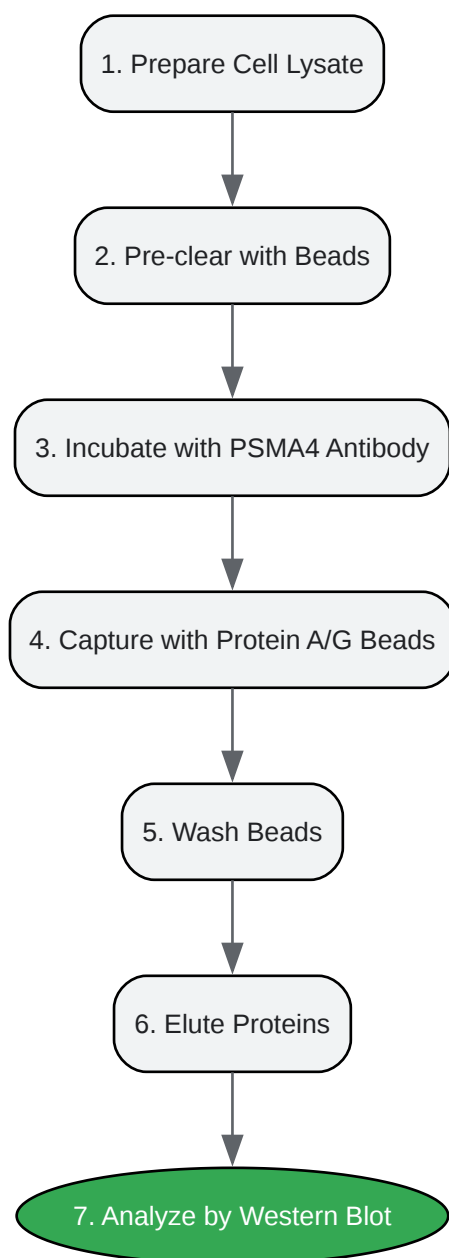 1. Prepare Cell Lysate
2. Pre-clear with Beads
3. Incubate with PSMA4 Antibody
4. Capture with Protein A/G Beads
5. Wash Beads
6. Elute Proteins
7. Analyze by Western Blot